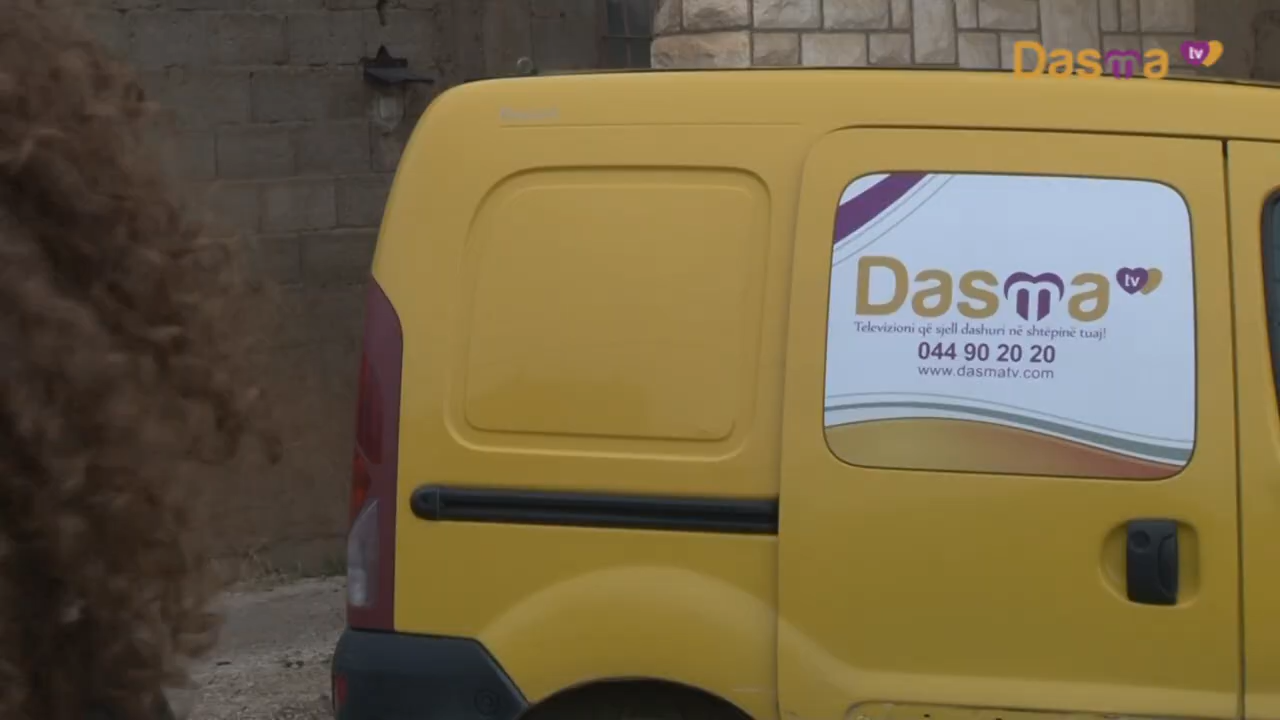 Dasma tv
Dasma tv
Televizioni që sjell dashuri në shtëpinë tuaj!
044 90 20 20
www.dasmatv.com